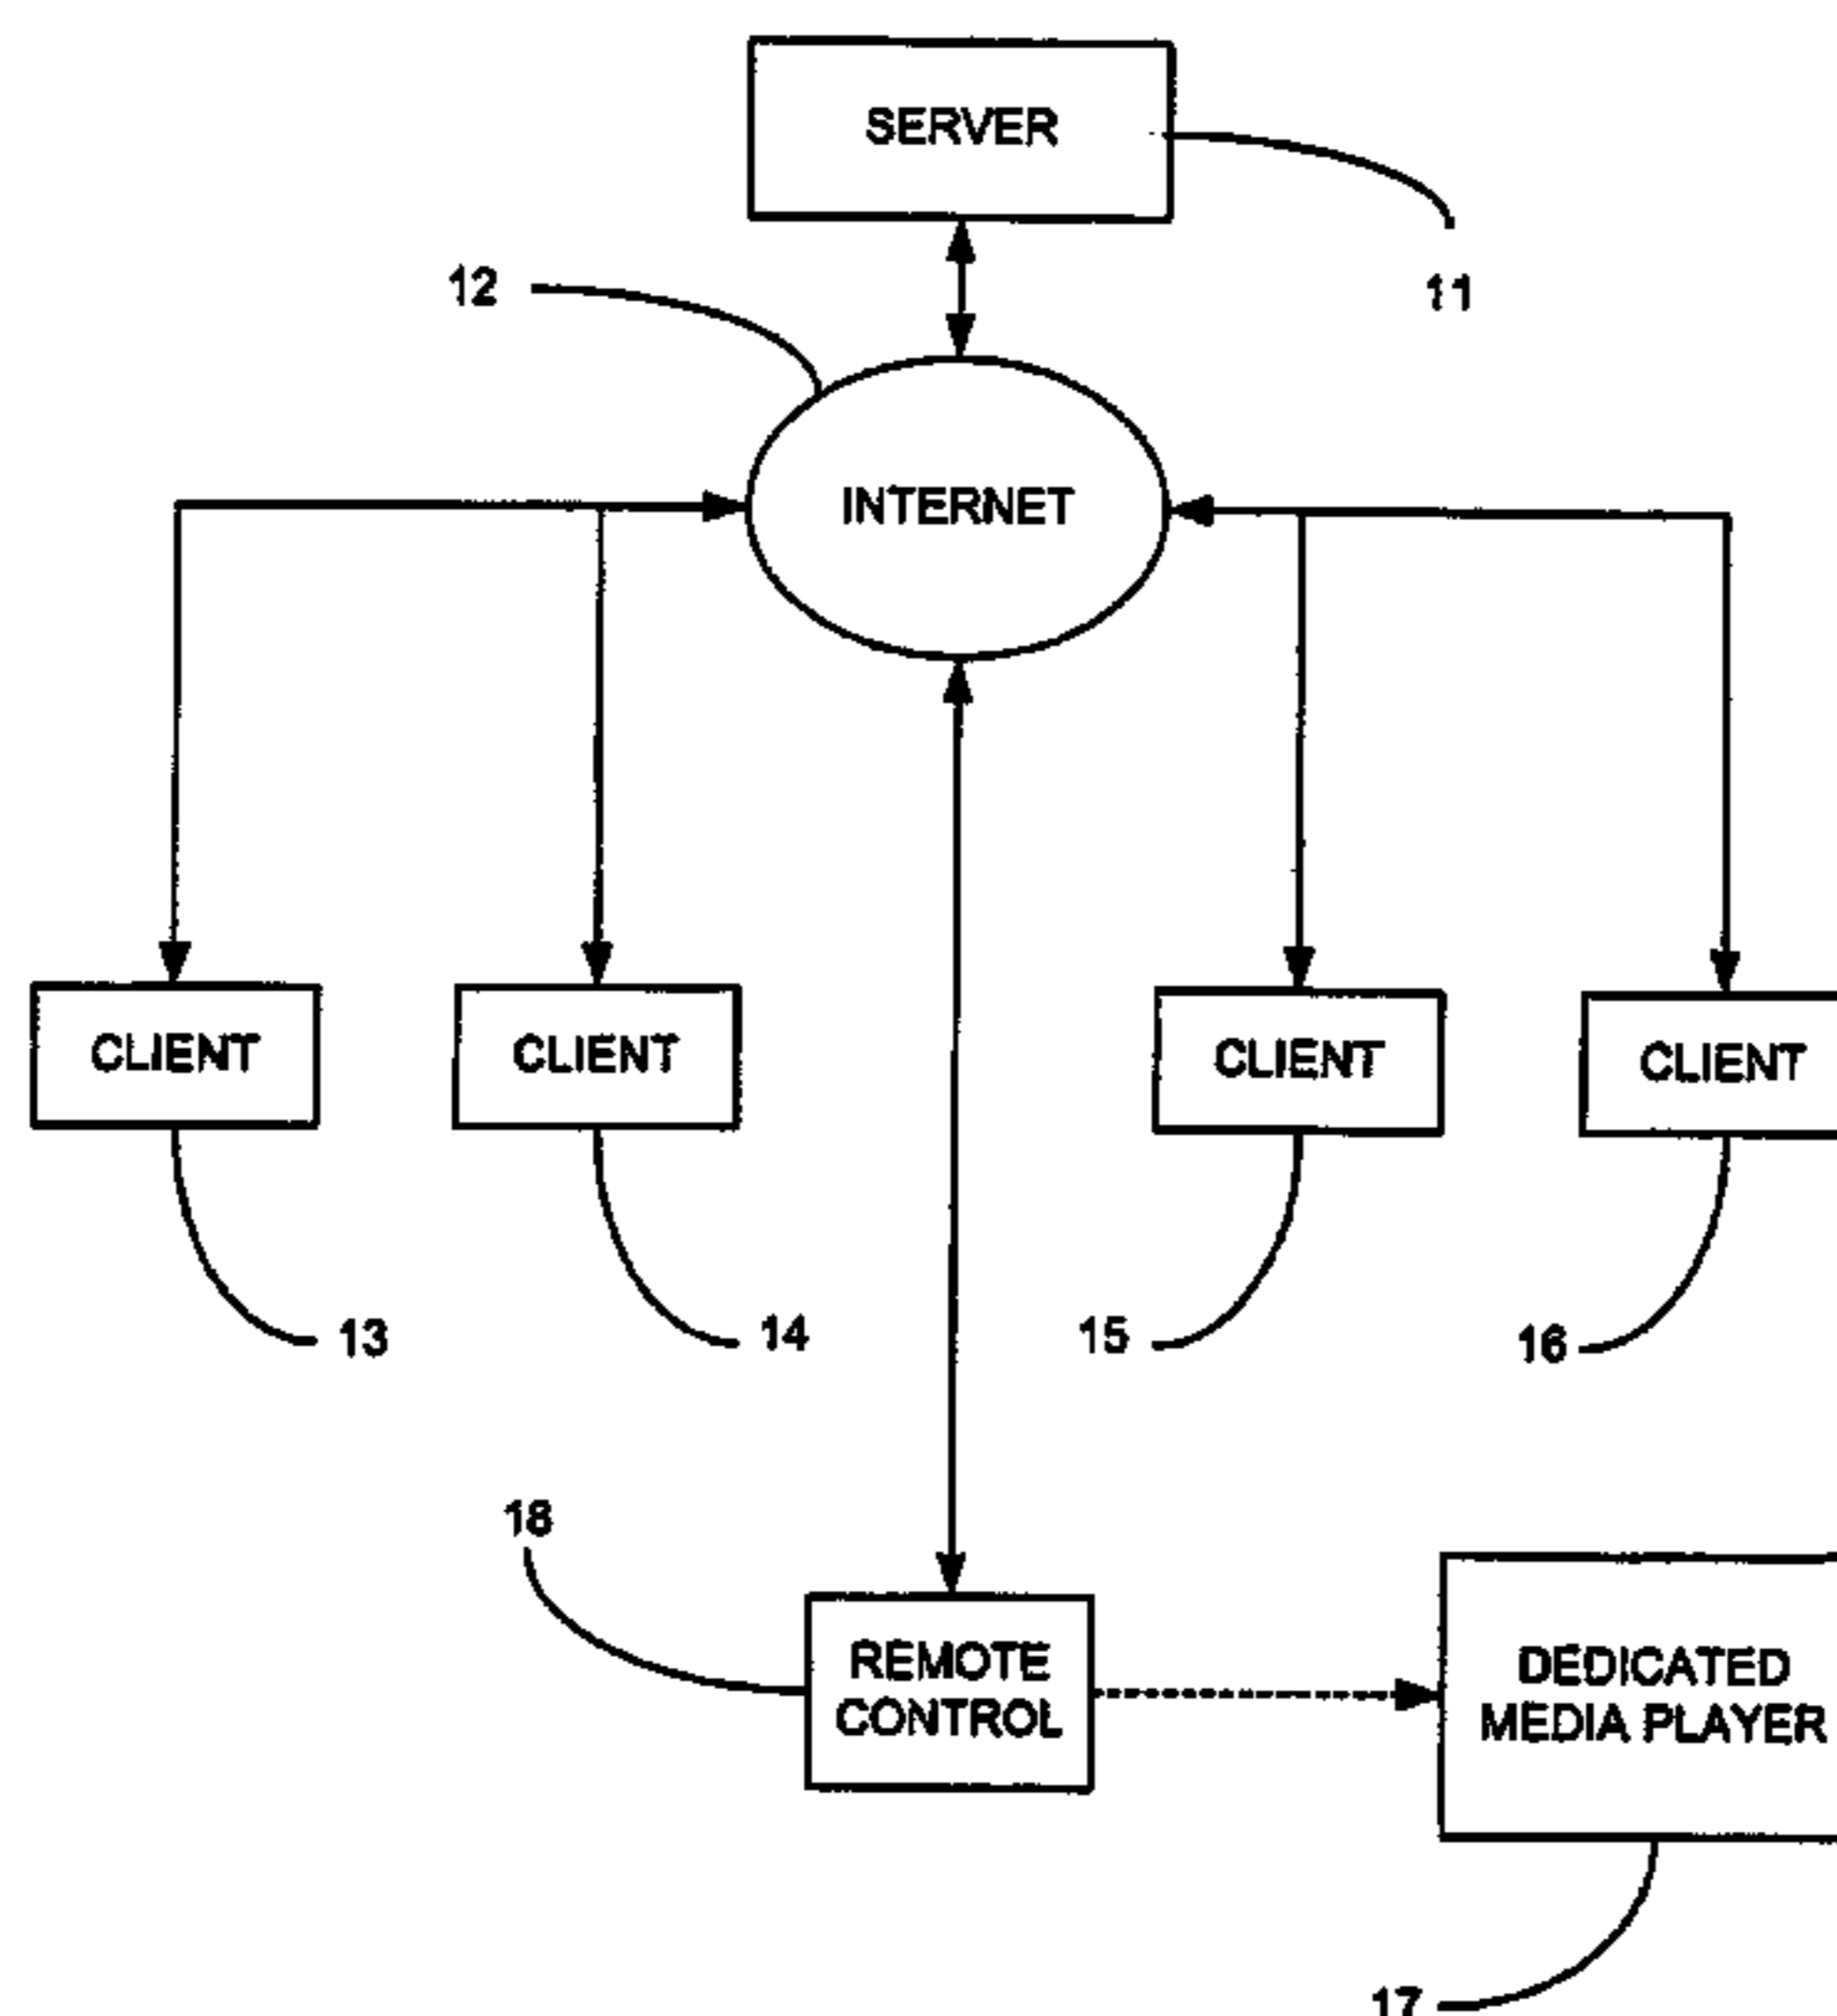 SERVER
12
11
INTERNET
CLIENT
CLIENT
CLIENT
CLIENT
13
14
15
16
18
REMOTE
CONTROL
DEDICATED
MEDIA PLAYER
17